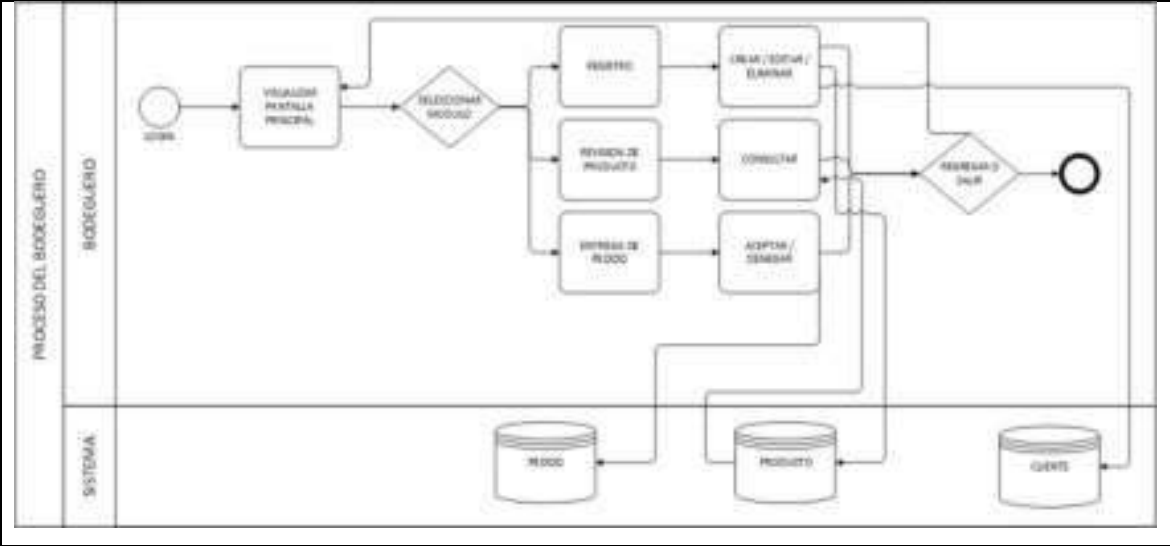 PROCESO DEL BODEGUERO
BODEGUERO
SISTEMA
LOGIN
VISUALIZAR
PANTALLA
PRINCIPAL
SELECCIONAR
MODULO
REGISTRO
CREAR / EDITAR /
ELIMINAR
REVISION DE
PRODUCTO
CONSULTAR
ENTREGA DE
PEDIDO
ACEPTAR /
DENEGAR
REGRESAR O
SALIR
PEDIDO
PRODUCTO
CLIENTE